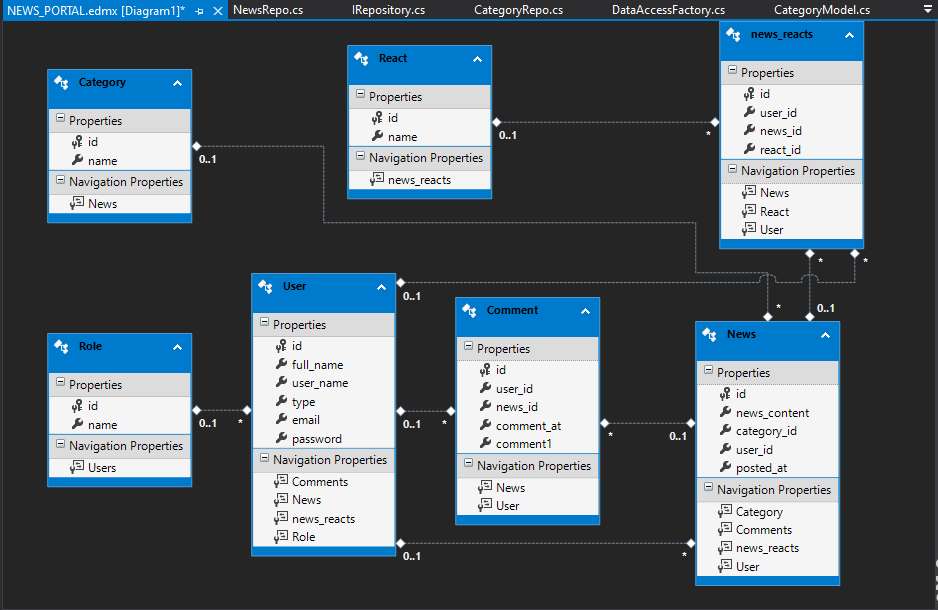 NEWS_PORTAL.edmx [Diagram1]*
NewsRepo.cs
IRepository.cs
CategoryRepo.cs
DataAccessFactory.cs
CategoryModel.cs
Category
Properties
id
name
Navigation Properties
News
0..1
React
Properties
id
name
Navigation Properties
news_reacts
0..1
*
news_reacts
Properties
id
user_id
news_id
react_id
Navigation Properties
News
React
User
*
*
Role
Properties
id
name
Navigation Properties
Users
0..1
*
User
Properties
id
full_name
user_name
type
email
password
Navigation Properties
Comments
News
news_reacts
Role
0..1
0..1
*
0..1
*
Comment
Properties
id
user_id
news_id
comment_at
comment1
Navigation Properties
News
User
*
0..1
*
0..1
News
Properties
id
news_content
category_id
user_id
posted_at
Navigation Properties
Category
Comments
news_reacts
User